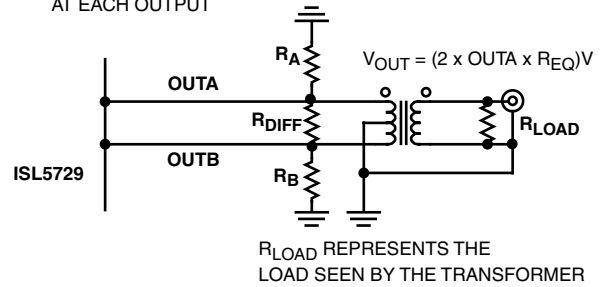 AT EACH OUTPUT
RA
VOUT = (2 x OUTA x REQ)V
OUTA
RDIFF
RLOAD
OUTB
ISL5729
RB
RLOAD REPRESENTS THE
LOAD SEEN BY THE TRANSFORMER